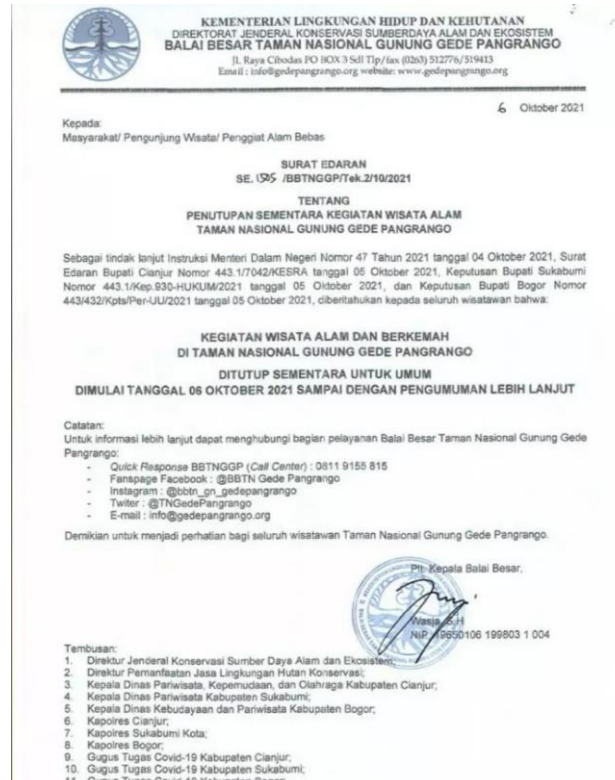 KEMENTERIAN LINGKUNGAN HIDUP DAN KEHUTANAN
DIREKTORAT JENDERAL KONSERVASI SUMBERDAYA ALAM DAN EKOSISTEM
BALAI BESAR TAMAN NASIONAL GUNUNG GEDE PANGRANGO
Jl. Raya Cibodas PO BOX 3 Sdl Tlp/fax (0263) 512776/519413
Email : info@gedepangrango.org website: www.gedepangrango.org
6 Oktober 2021
Kepada:
Masyarakat/ Pengunjung Wisata/ Penggiat Alam Bebas
SURAT EDARAN
SE. 1505 /BBTNGGP/Tek.2/10/2021
TENTANG
PENUTUPAN SEMENTARA KEGIATAN WISATA ALAM
TAMAN NASIONAL GUNUNG GEDE PANGRANGO
Sebagai tindak lanjut Instruksi Menteri Dalam Negeri Nomor 47 Tahun 2021 tanggal 04 Oktober 2021, Surat
Edaran Bupati Cianjur Nomor 443.1/7042/KESRA tanggal 05 Oktober 2021, Keputusan Bupati Sukabumi
Nomor 443.1/Kep.930-HUKUM/2021 tanggal 05 Oktober 2021, dan Keputusan Bupati Bogor Nomor
443/432/Kpts/Per-UU/2021 tanggal 05 Oktober 2021, diberitahukan kepada seluruh wisatawan bahwa:
KEGIATAN WISATA ALAM DAN BERKEMAH
DI TAMAN NASIONAL GUNUNG GEDE PANGRANGO
DITUTUP SEMENTARA UNTUK UMUM
DIMULAI TANGGAL 06 OKTOBER 2021 SAMPAI DENGAN PENGUMUMAN LEBIH LANJUT
Catatan:
Untuk informasi lebih lanjut dapat menghubungi bagian pelayanan Balai Besar Taman Nasional Gunung Gede
Pangrango:
- Quick Response BBTNGGP (Call Center) : 0811 9155 815
- Fanspage Facebook : @BBTN Gede Pangrango
- Instagram : @bbtn_gn_gedepangrango
- Twiter : @TNGedePangrango
- E-mail : info@gedepangrango.org
Demikian untuk menjadi perhatian bagi seluruh wisatawan Taman Nasional Gunung Gede Pangrango.
Plt. Kepala Balai Besar,
Wasja, S.H
NIP. 19650106 199803 1 004
Tembusan:
1. Direktur Jenderal Konservasi Sumber Daya Alam dan Ekosistem;
2. Direktur Pemanfaatan Jasa Lingkungan Hutan Konservasi;
3. Kepala Dinas Pariwisata, Kepemudaan, dan Olahraga Kabupaten Cianjur;
4. Kepala Dinas Pariwisata Kabupaten Sukabumi;
5. Kepala Dinas Kebudayaan dan Pariwisata Kabupaten Bogor;
6. Kapolres Cianjur;
7. Kapolres Sukabumi Kota;
8. Kapolres Bogor;
9. Gugus Tugas Covid-19 Kabupaten Cianjur;
10. Gugus Tugas Covid-19 Kabupaten Sukabumi;